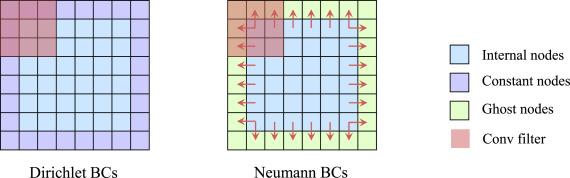 Internal nodes
Constant nodes
Ghost nodes
Conv filter
Dirichlet BCs
Neumann BCs